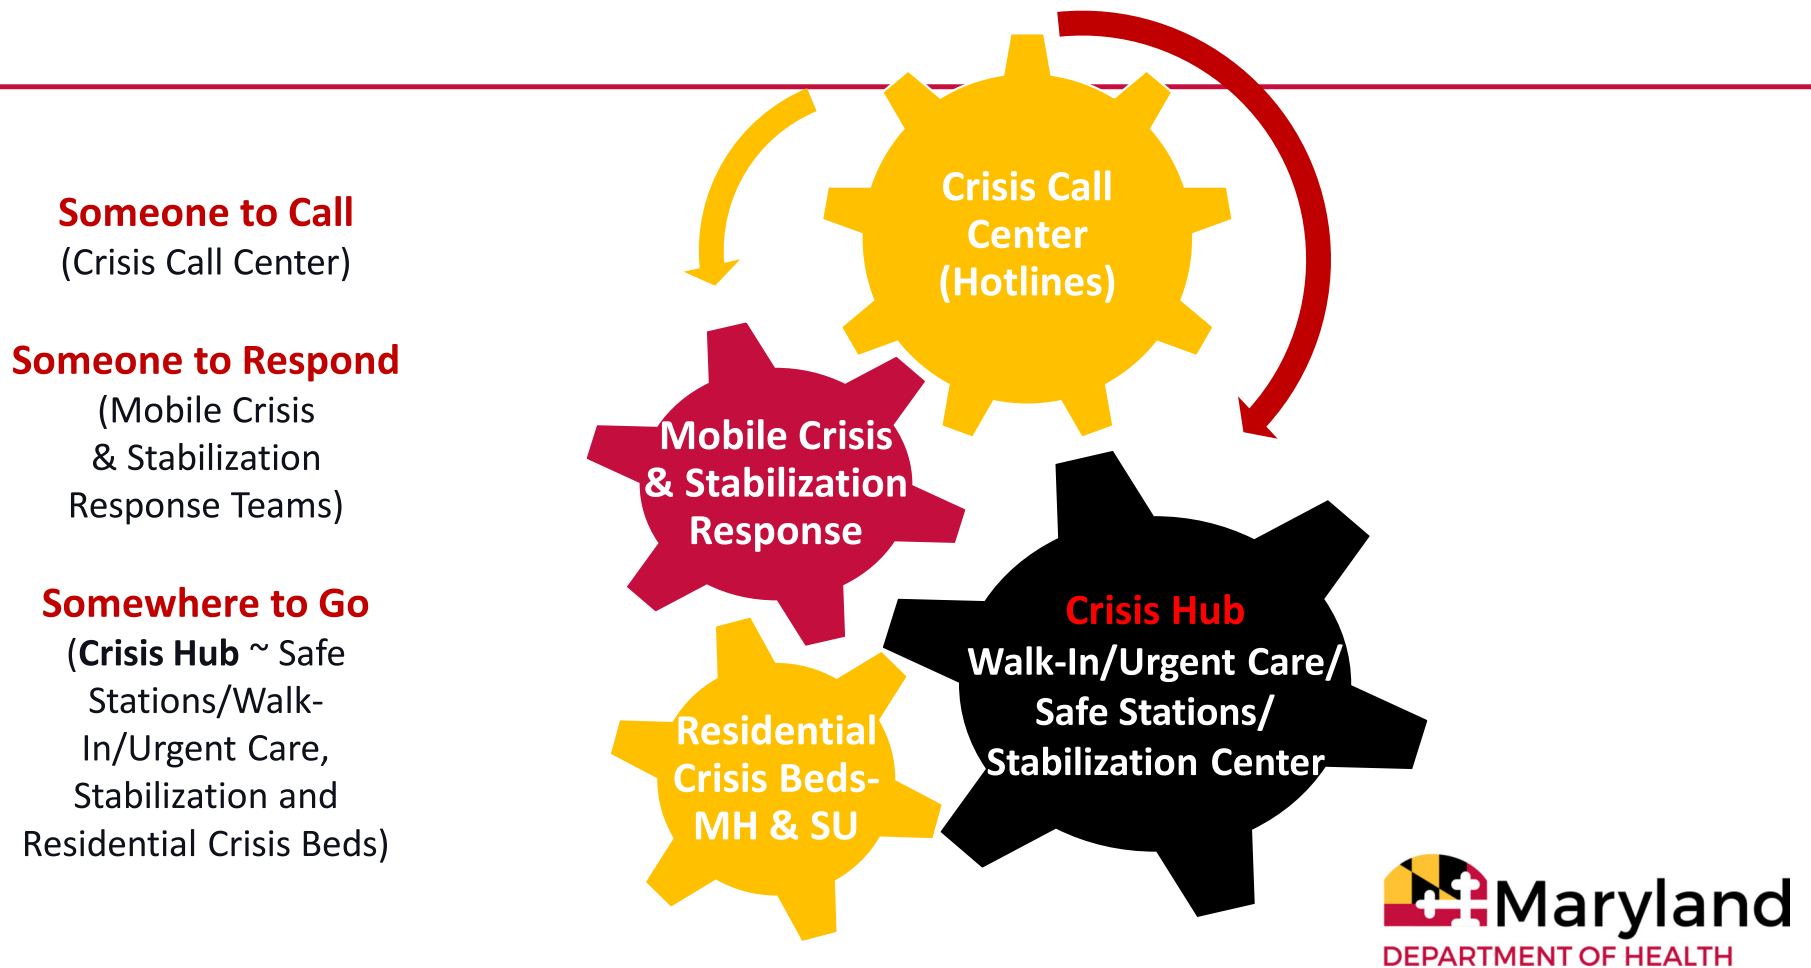 Someone to Call
(Crisis Call Center)
Someone to Respond
(Mobile Crisis
& Stabilization
Response Teams)
Somewhere to Go
(Crisis Hub ~ Safe
Stations/Walk-
In/Urgent Care,
Stabilization and
Residential Crisis Beds)
Crisis Call
Center
(Hotlines)
Mobile Crisis
& Stabilization
Response
Crisis Hub
Walk-In/Urgent Care/
Safe Stations/
Stabilization Center
Residential
Crisis Beds-
MH & SU
Maryland
DEPARTMENT OF HEALTH